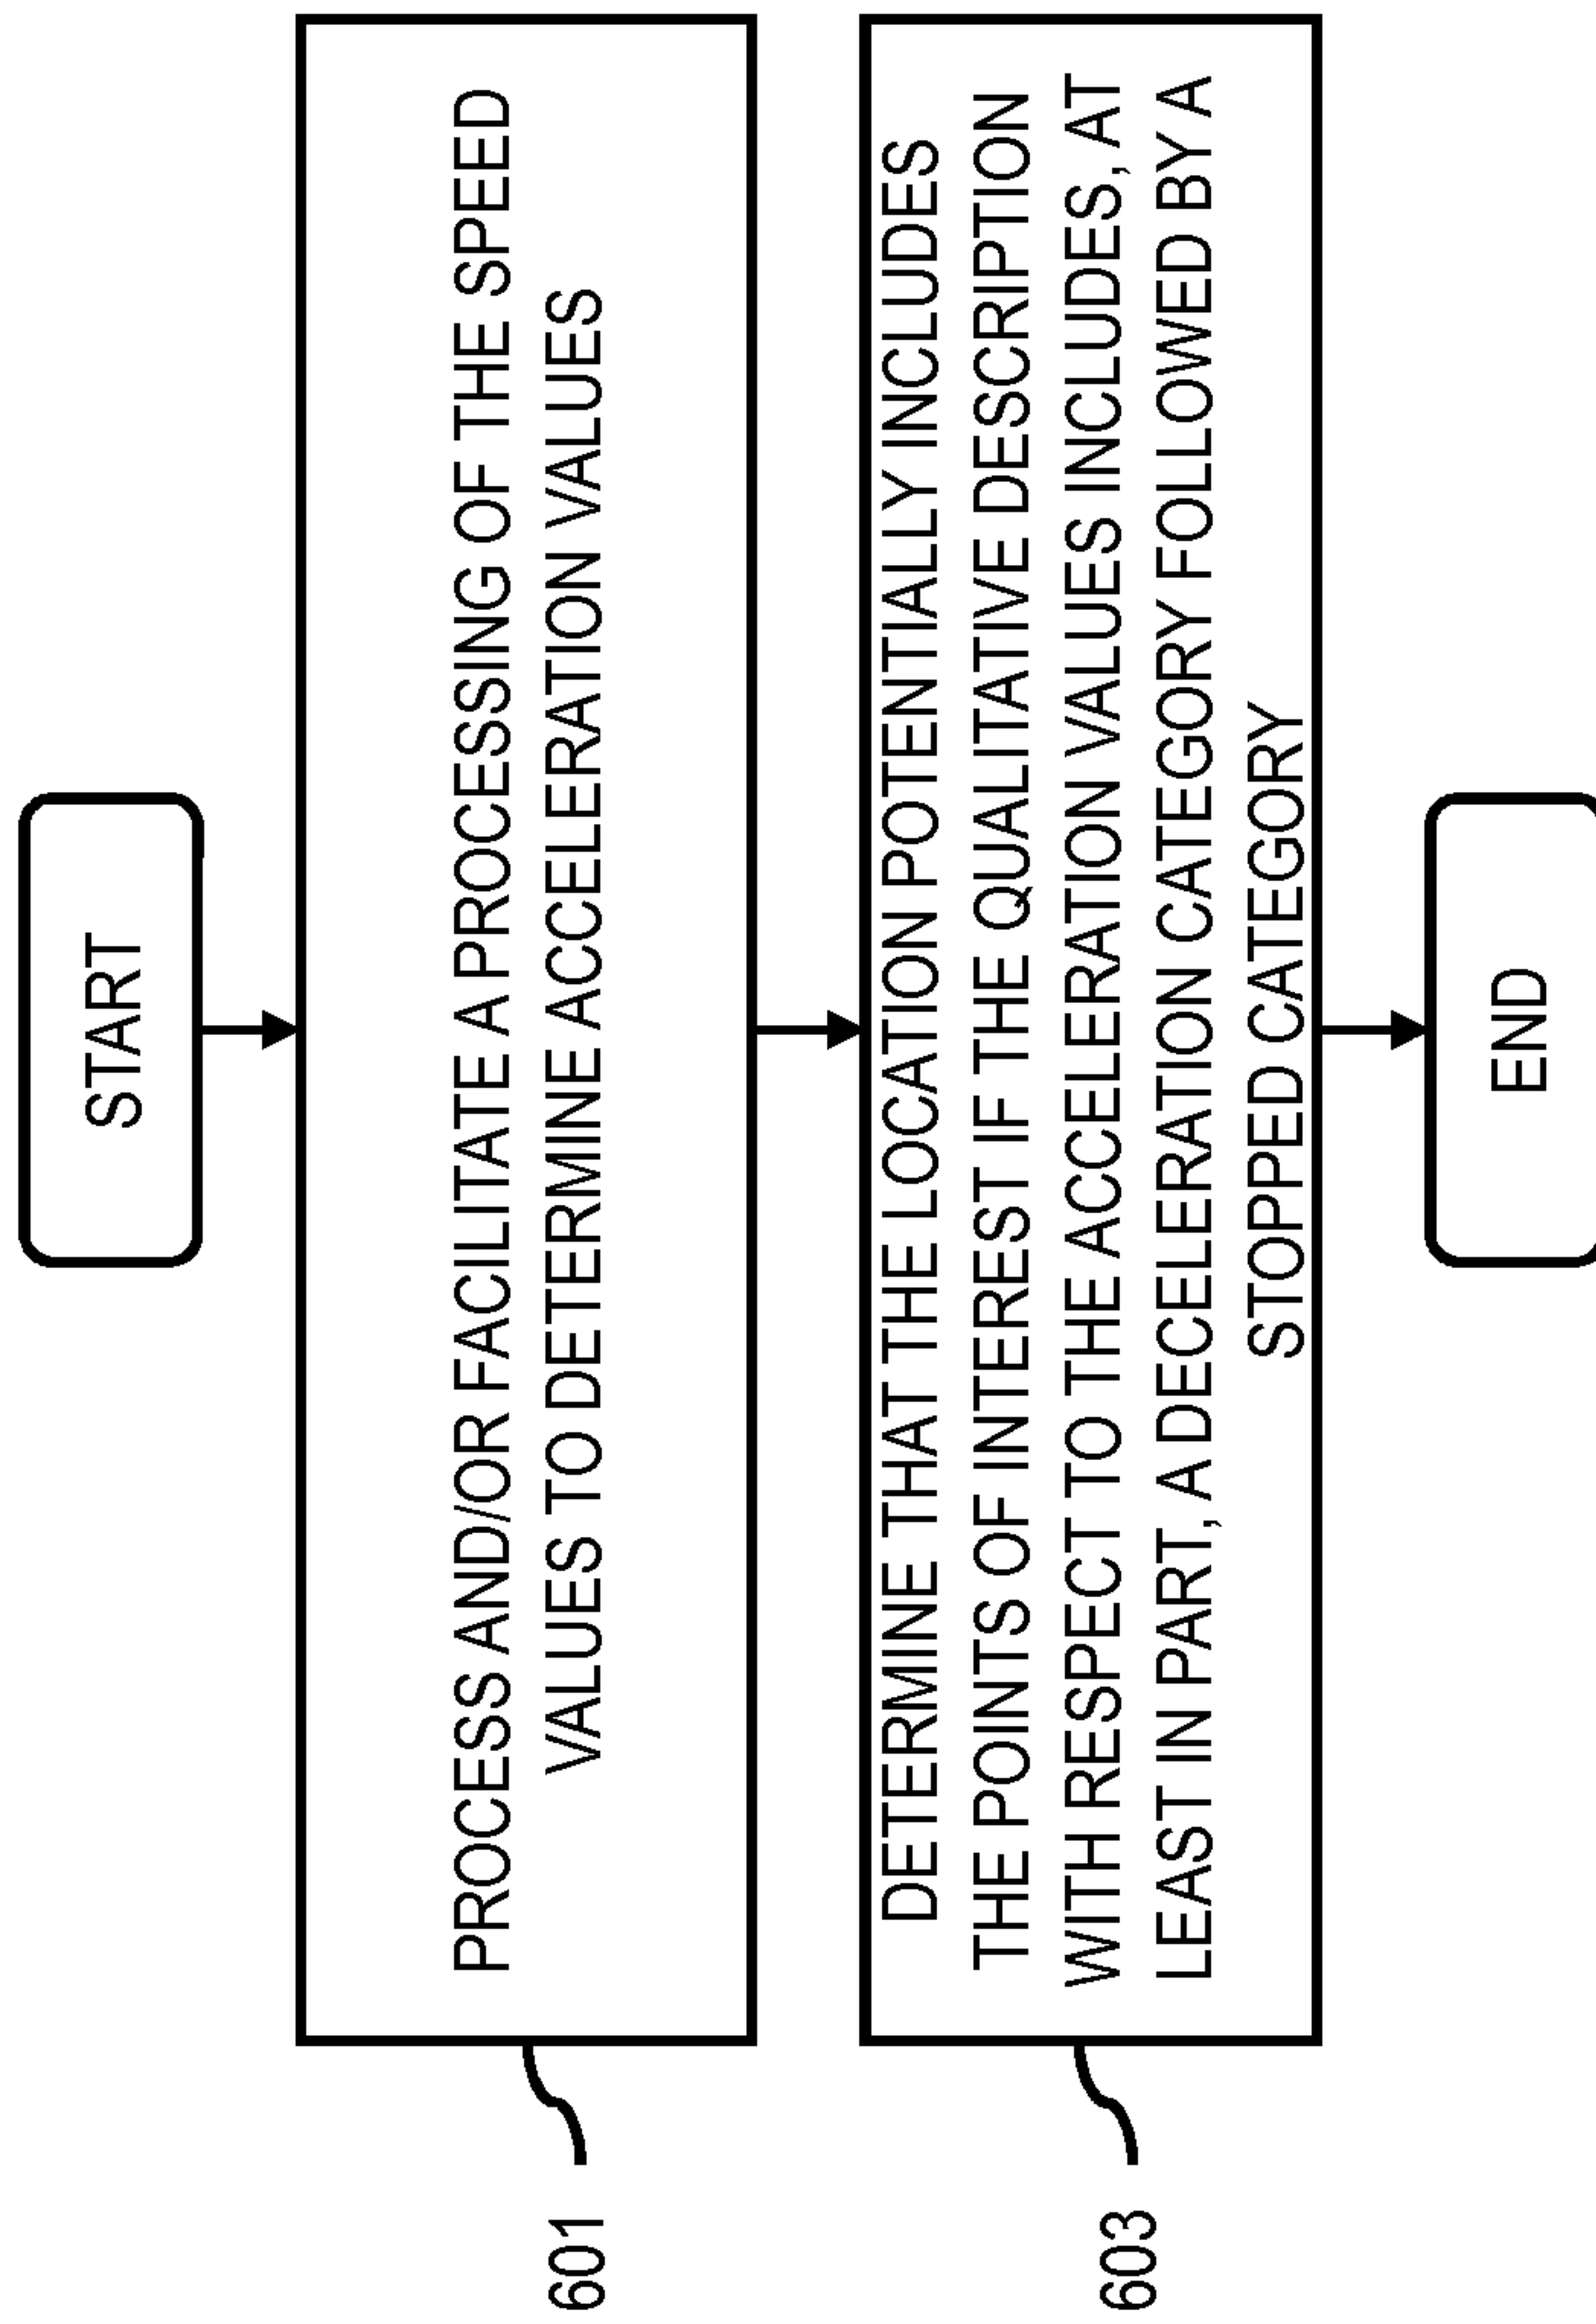 START
601
PROCESS AND/OR FACILITATE A PROCESSING OF THE SPEED
VALUES TO DETERMINE ACCELERATION VALUES
603
DETERMINE THAT THE LOCATION POTENTIALLY INCLUDES
THE POINTS OF INTEREST IF THE QUALITATIVE DESCRIPTION
WITH RESPECT TO THE ACCELERATION VALUES INCLUDES, AT
LEAST IN PART, A DECELERATION CATEGORY FOLLOWED BY A
STOPPED CATEGORY
END